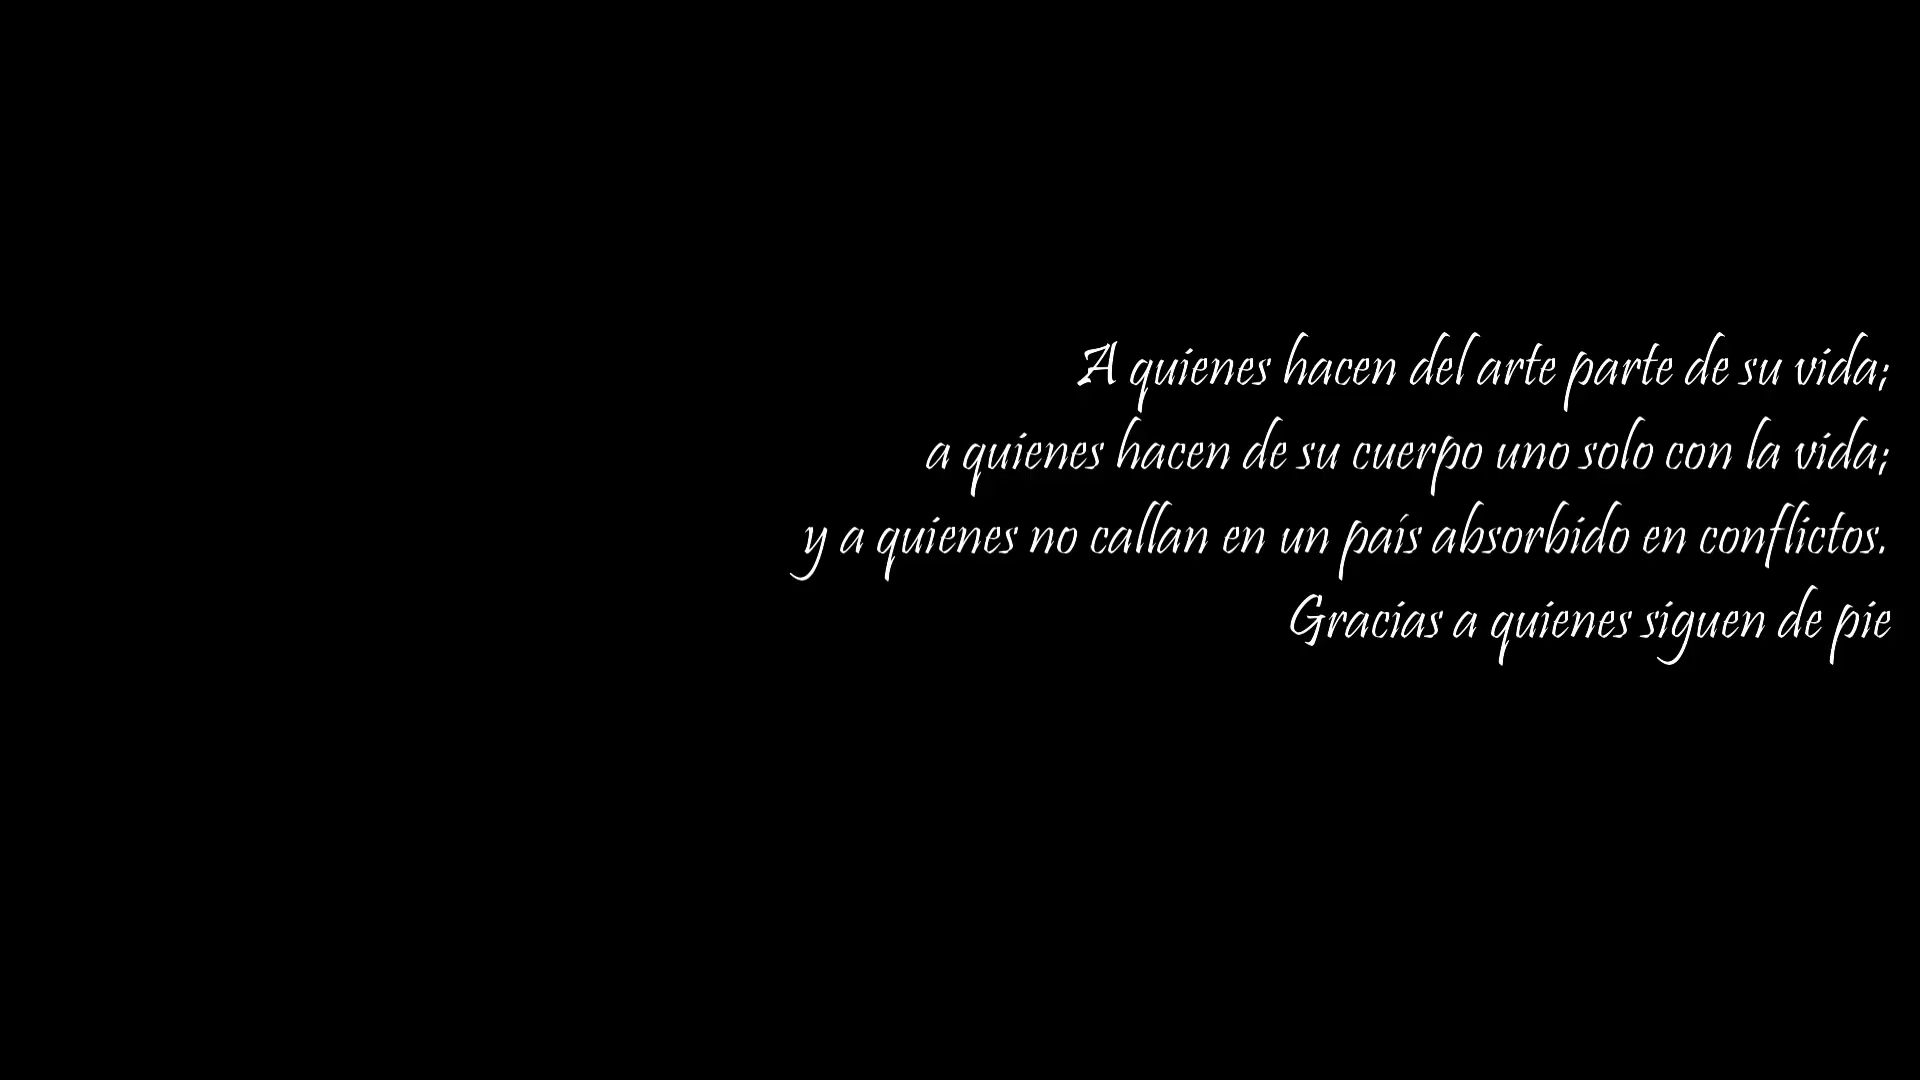 A quienes hacen del arte parte de su vida;
a quienes hacen de su cuerpo uno solo con la vida;
y a quienes no callan en un país absorbido en conflictos.
Gracias a quienes siguen de pie